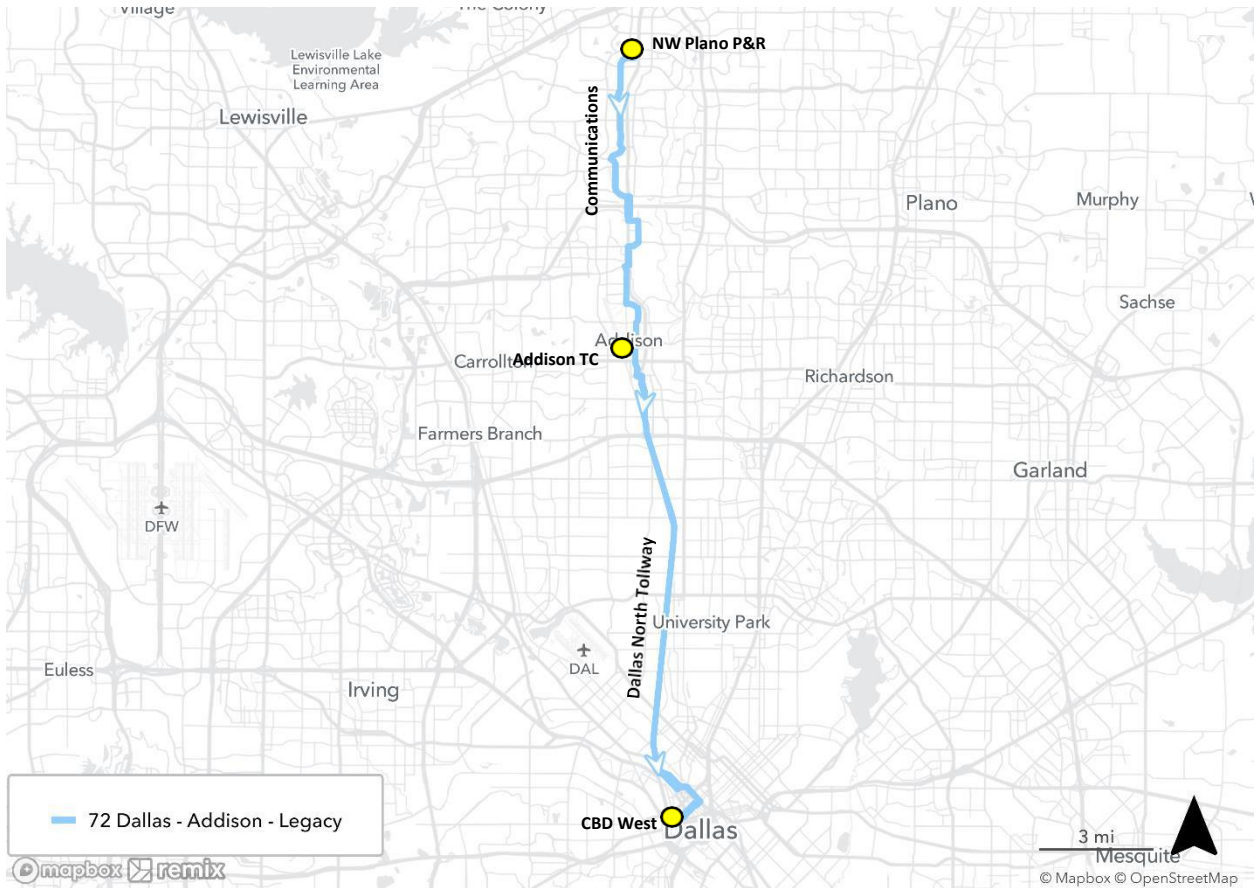 Village
The Colony
NW Plano P&R
Lewisville Lake
Environmental
Learning Area
Lewisville
Communications
Plano
Murphy
Sachse
Addison
Addison TC
Carrollton
Richardson
Farmers Branch
Garland
DFW
Dallas North Tollway
University Park
DAL
Euless
Irving
72 Dallas - Addison - Legacy
CBD West
Dallas
3 mi
Mesquite
mapbox remix
© Mapbox © OpenStreetMap